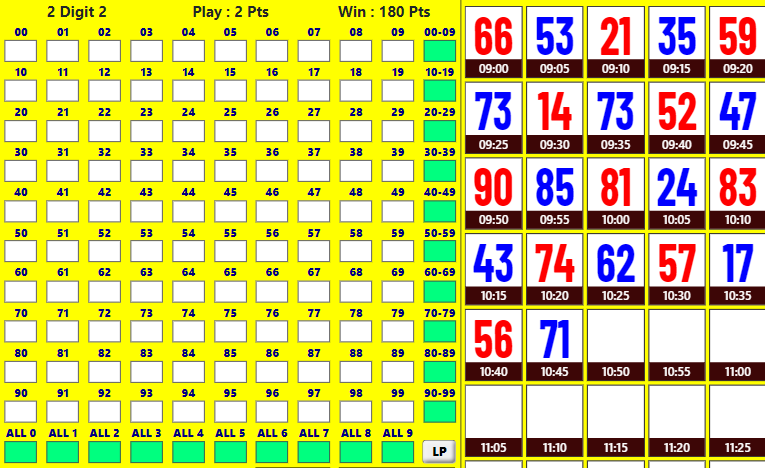 2 Digit 2 Play : 2 Pts Win : 180 Pts
00 01 02 03 04 05 06 07 08 09 00-09
10 11 12 13 14 15 16 17 18 19 10-19
20 21 22 23 24 25 26 27 28 29 20-29
30 31 32 33 34 35 36 37 38 39 30-39
40 41 42 43 44 45 46 47 48 49 40-49
50 51 52 53 54 55 56 57 58 59 50-59
60 61 62 63 64 65 66 67 68 69 60-69
70 71 72 73 74 75 76 77 78 79 70-79
80 81 82 83 84 85 86 87 88 89 80-89
90 91 92 93 94 95 96 97 98 99 90-99
ALL 0 ALL 1 ALL 2 ALL 3 ALL 4 ALL 5 ALL 6 ALL 7 ALL 8 ALL 9
LP
66 53 21 35 59
09:00 09:05 09:10 09:15 09:20
73 14 73 52 47
09:25 09:30 09:35 09:40 09:45
90 85 81 24 83
09:50 09:55 10:00 10:05 10:10
43 74 62 57 17
10:15 10:20 10:25 10:30 10:35
56 71
10:40 10:45 10:50 10:55 11:00
11:05 11:10 11:15 11:20 11:25